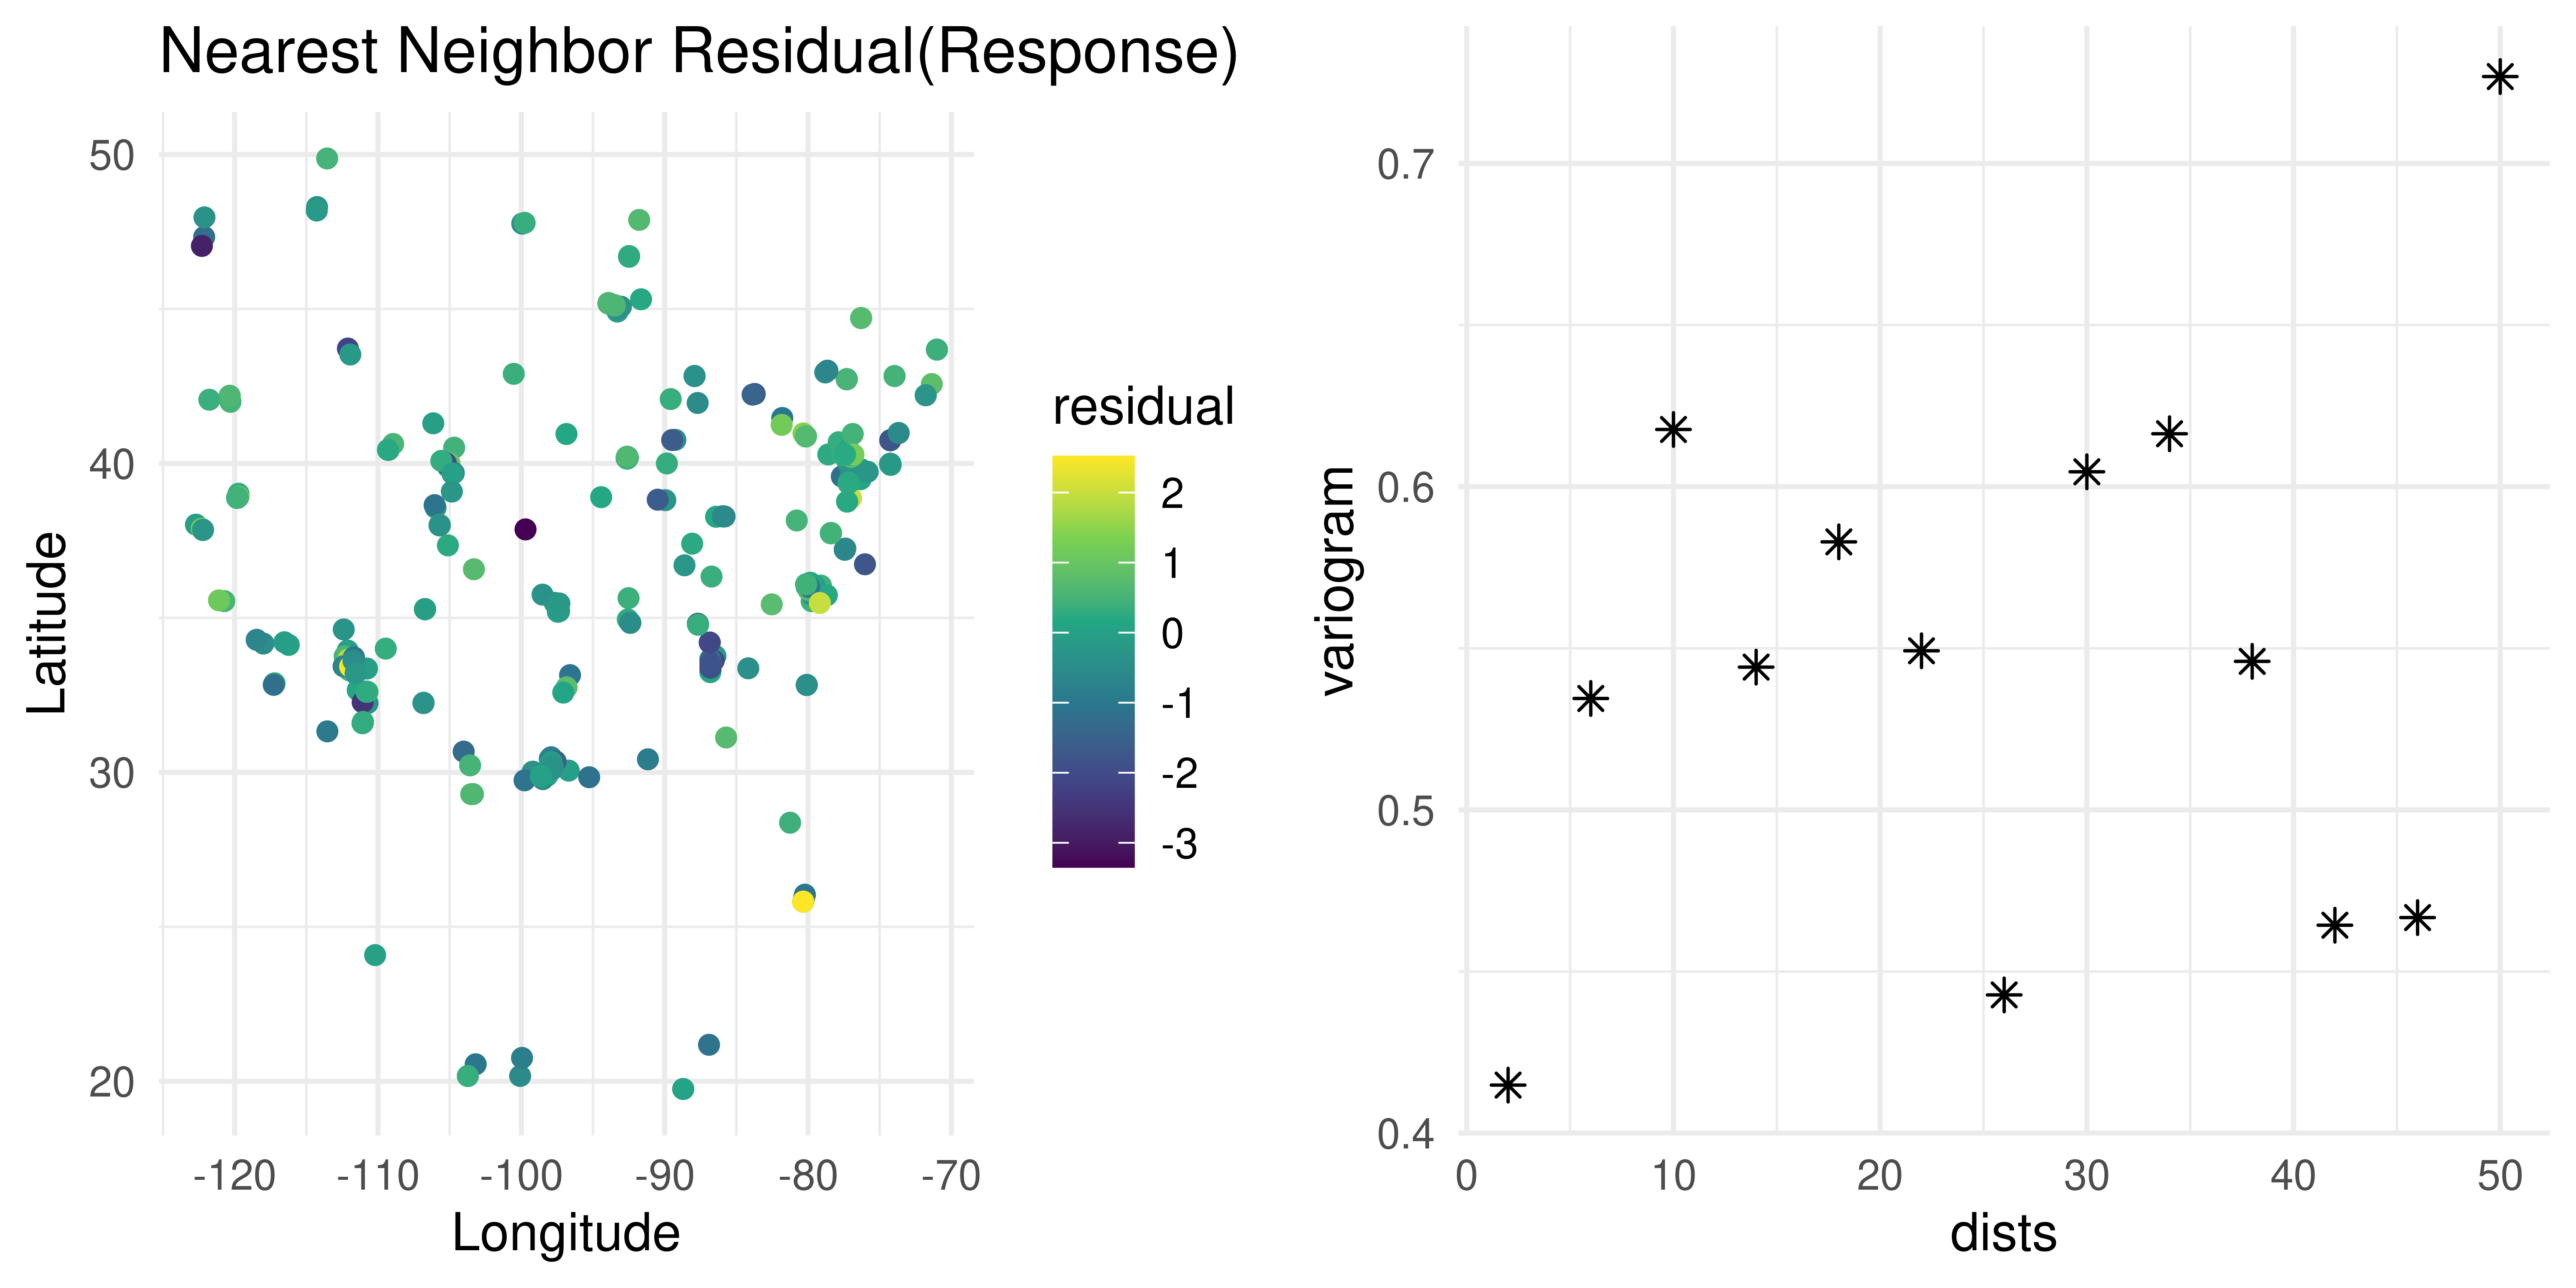 Nearest Neighbor Residual(Response)
Latitude
50
40
30
20
-120 -110 -100 -90 -80 -70
Longitude
residual
2
1
0
-1
-2
-3
variogram
0.7
0.6
0.5
0.4
0 10 20 30 40 50
dists